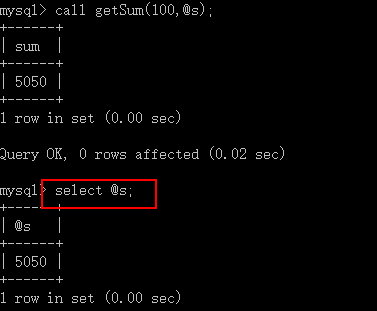 mysql> call getSum(100,@s);
+------+
| sum  |
+------+
| 5050 |
+------+
1 row in set (0.00 sec)
Query OK, 0 rows affected (0.02 sec)
mysql> select @s;
+------+
| @s   |
+------+
| 5050 |
+------+
1 row in set (0.00 sec)